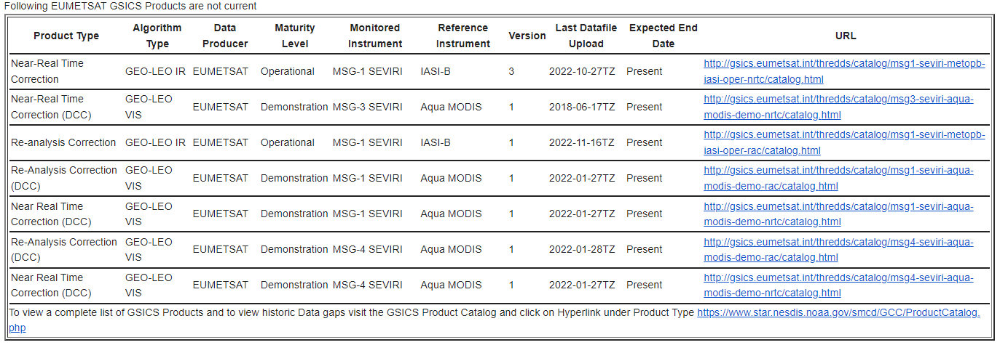 Following EUMETSAT GSICS Products are not current
Product Type Algorithm Type Data Producer Maturity Level Monitored Instrument Reference Instrument Version Last Datafile Upload Expected End Date URL
Near-Real Time Correction GEO-LEO IR EUMETSAT Operational MSG-1 SEVIRI IASI-B 3 2022-10-27TZ Present http://gsics.eumetsat.int/thredds/catalog/msg1-seviri-metopb-iasi-oper-nrtc/catalog.html
Near-Real Time Correction (DCC) GEO-LEO VIS EUMETSAT Demonstration MSG-3 SEVIRI Aqua MODIS 1 2018-06-17TZ Present http://gsics.eumetsat.int/thredds/catalog/msg3-seviri-aqua-modis-demo-nrtc/catalog.html
Re-analysis Correction GEO-LEO IR EUMETSAT Operational MSG-1 SEVIRI IASI-B 1 2022-11-16TZ Present http://gsics.eumetsat.int/thredds/catalog/msg1-seviri-metopb-iasi-oper-rac/catalog.html
Re-Analysis Correction (DCC) GEO-LEO VIS EUMETSAT Demonstration MSG-1 SEVIRI Aqua MODIS 1 2022-01-27TZ Present http://gsics.eumetsat.int/thredds/catalog/msg1-seviri-aqua-modis-demo-rac/catalog.html
Near Real Time Correction (DCC) GEO-LEO VIS EUMETSAT Demonstration MSG-1 SEVIRI Aqua MODIS 1 2022-01-27TZ Present http://gsics.eumetsat.int/thredds/catalog/msg1-seviri-aqua-modis-demo-nrtc/catalog.html
Re-Analysis Correction (DCC) GEO-LEO VIS EUMETSAT Demonstration MSG-4 SEVIRI Aqua MODIS 1 2022-01-28TZ Present http://gsics.eumetsat.int/thredds/catalog/msg4-seviri-aqua-modis-demo-rac/catalog.html
Near Real Time Correction (DCC) GEO-LEO VIS EUMETSAT Demonstration MSG-4 SEVIRI Aqua MODIS 1 2022-01-27TZ Present http://gsics.eumetsat.int/thredds/catalog/msg4-seviri-aqua-modis-demo-nrtc/catalog.html
To view a complete list of GSICS Products and to view historic Data gaps visit the GSICS Product Catalog and click on Hyperlink under Product Type https://www.star.nesdis.noaa.gov/smcd/GCC/ProductCatalog.
php